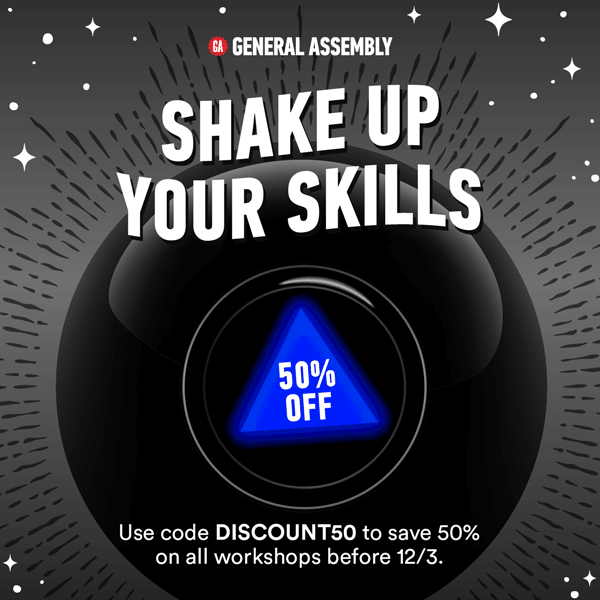 GA GENERAL ASSEMBLY
SHAKE UP
YOUR SKILLS
50%
OFF
Use code DISCOUNT50 to save 50%
on all workshops before 12/3.